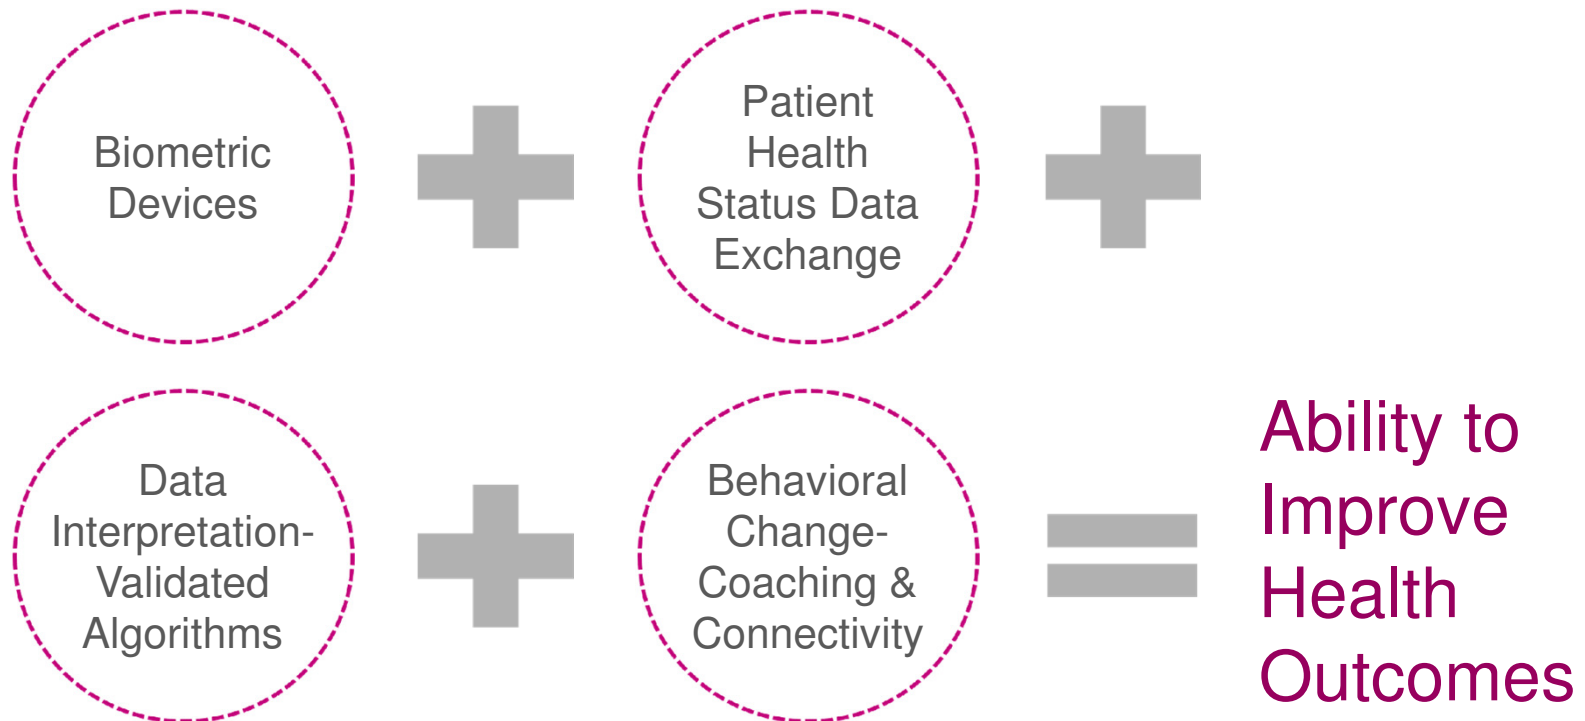 Biometric
Devices
Patient
Health
Status Data
Exchange
Data
Interpretation-
Validated
Algorithms
Behavioral
Change-
Coaching &
Connectivity
Ability to
Improve
Health
Outcomes